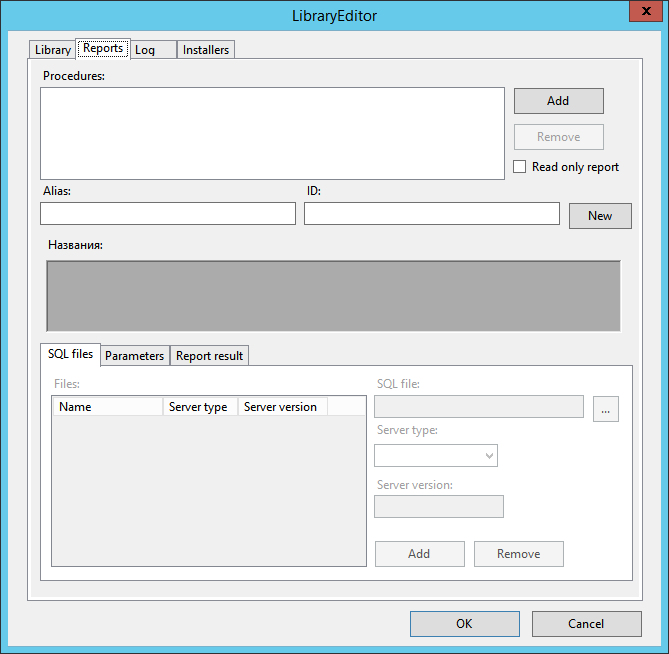 LibraryEditor
x
Library Reports Log Installers
Procedures:
Add
Remove
Read only report
Alias: ID:
New
Названия:
SQL files Parameters Report result
Files: SQL file:
Name Server type Server version
...
Server type:
Server version:
Add Remove
OK Cancel